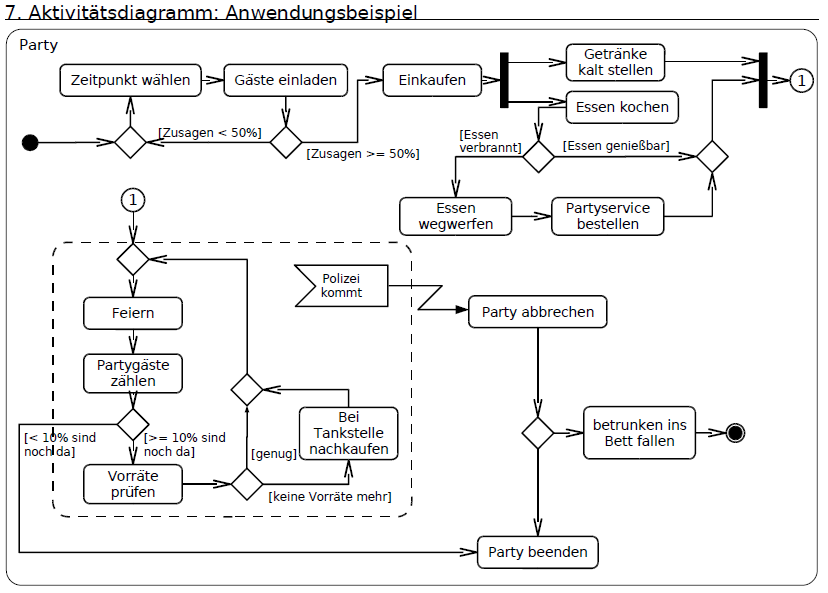 7. Aktivitätsdiagramm: Anwendungsbeispiel
Party
Zeitpunkt wählen
Gäste einladen
Einkaufen
Getränke
kalt stellen
1
Essen kochen
[Zusagen < 50%]
[Zusagen >= 50%]
[Essen
verbrannt]
[Essen genießbar]
Essen
wegwerfen
Partyservice
bestellen
1
Polizei
kommt
Feiern
Party abbrechen
Partygäste
zählen
[< 10% sind
noch da]
[>= 10% sind
noch da]
Bei
Tankstelle
nachkaufen
betrunken ins
Bett fallen
[genug]
Vorräte
prüfen
[keine Vorräte mehr]
Party beenden